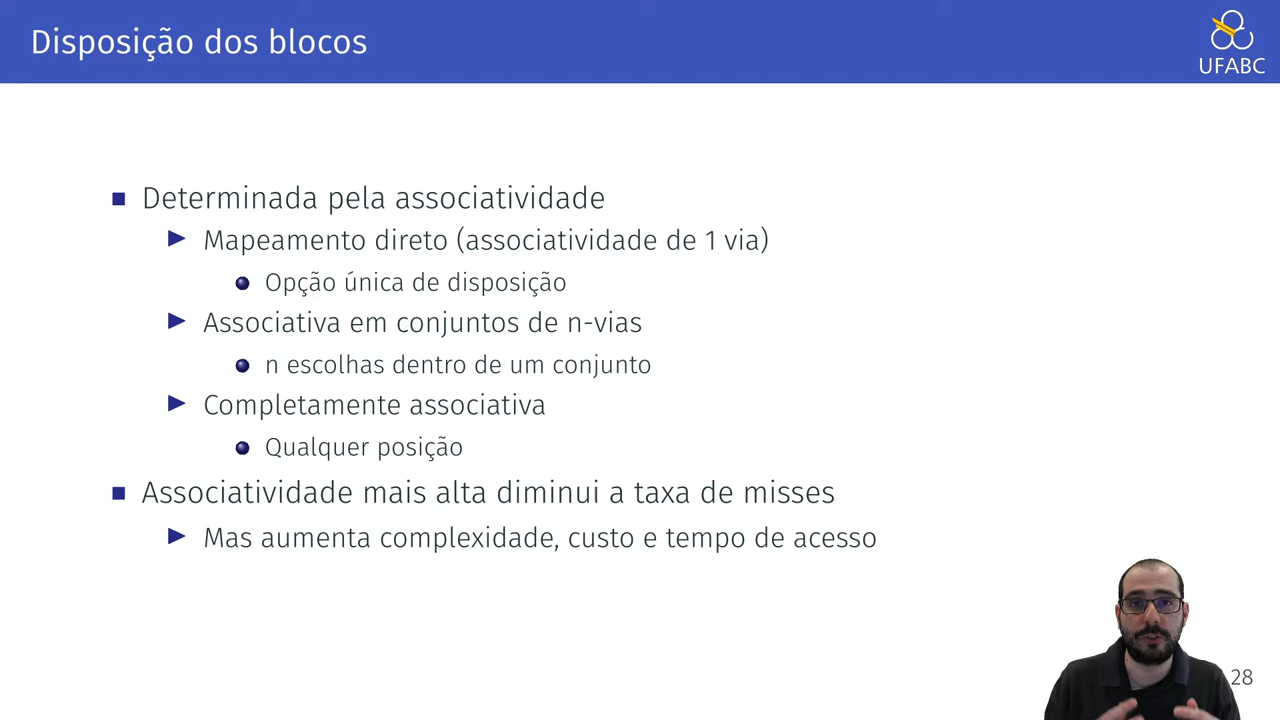 Disposição dos blocos
UFABC
Determinada pela associatividade
Mapeamento direto (associatividade de 1 via)
Opção única de disposição
Associativa em conjuntos de n-vias
n escolhas dentro de um conjunto
Completamente associativa
Qualquer posição
Associatividade mais alta diminui a taxa de misses
Mas aumenta complexidade, custo e tempo de acesso
28